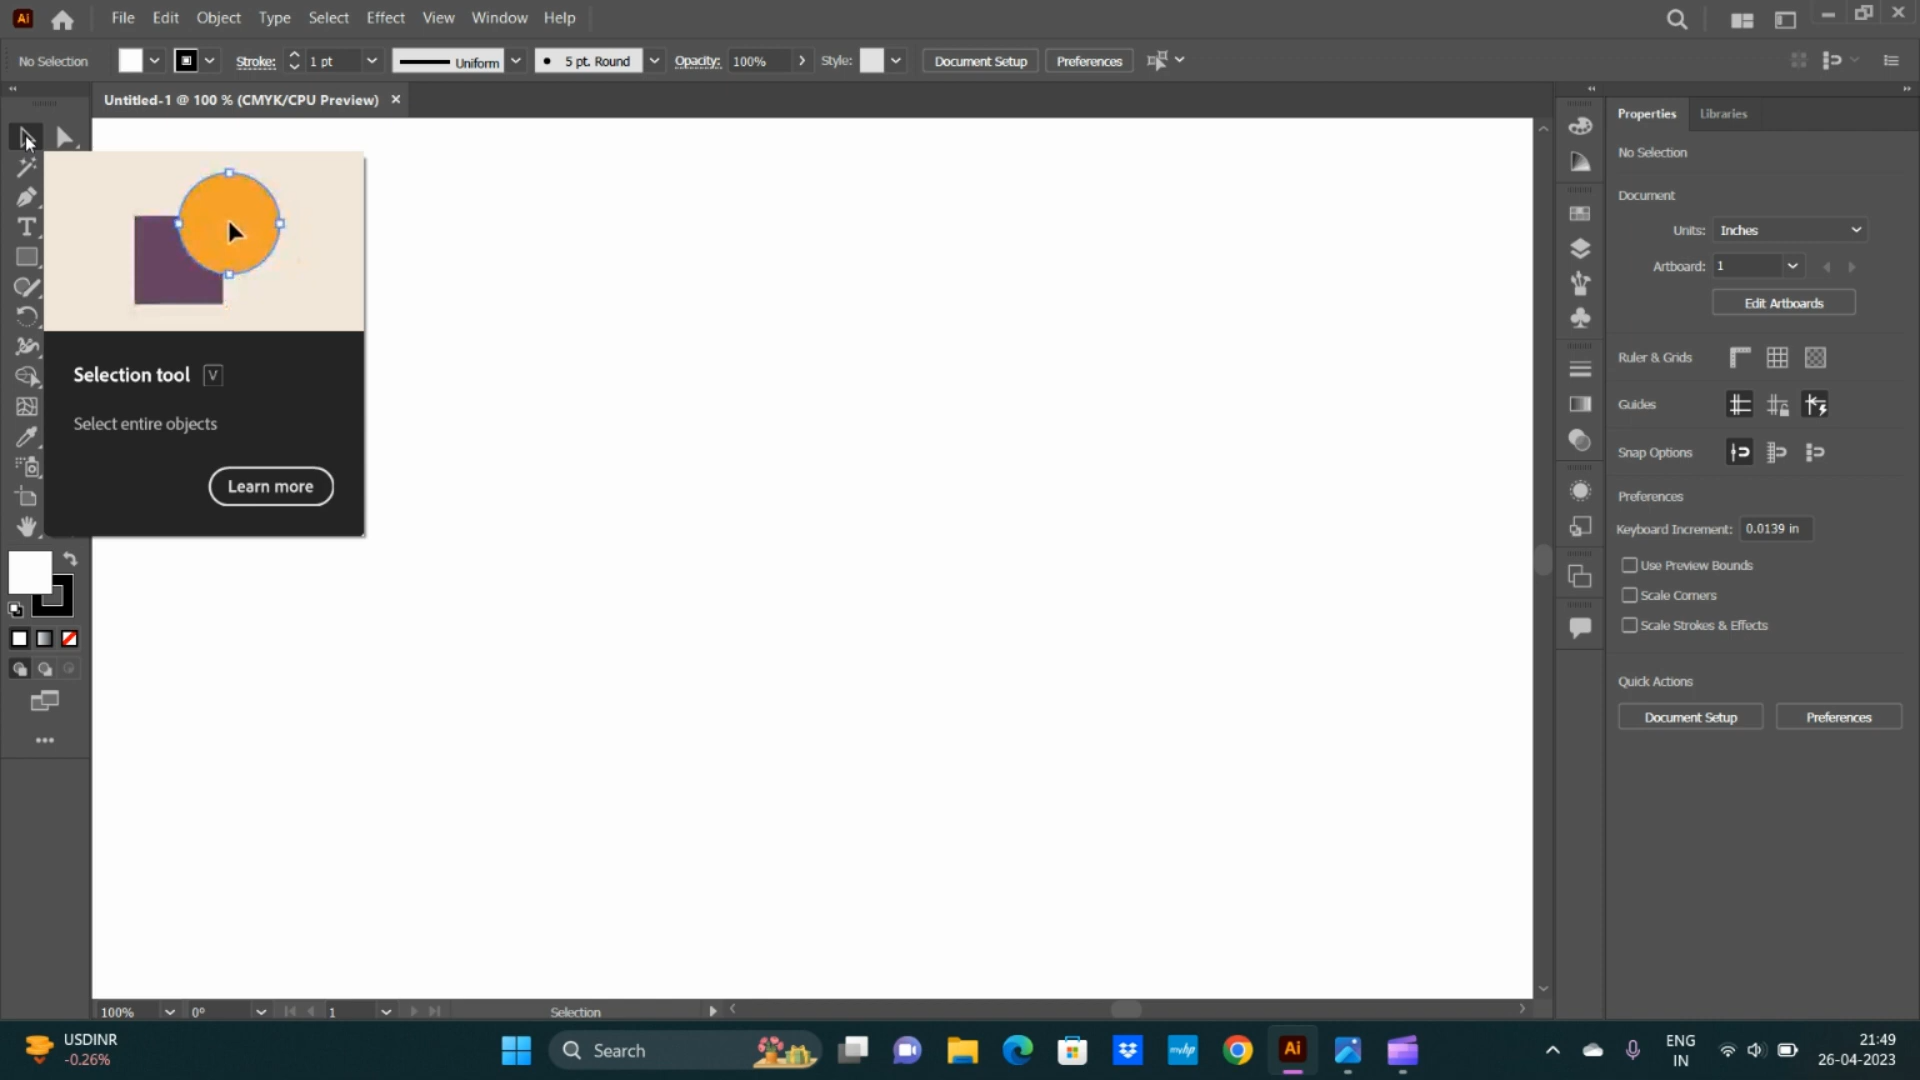 Ai File Edit Object Type Select Effect View Window Help
No Selection Stroke: 1 pt Uniform 5 pt. Round Opacity: 100% Style: Document Setup Preferences
Untitled-1 @ 100 % (CMYK/CPU Preview) ×
Selection tool V
Select entire objects
Learn more
Properties Libraries
No Selection
Document
Units: Inches
Artboard: 1
Edit Artboards
Ruler & Grids
Guides
Snap Options
Preferences
Keyboard Increment: 0.0139 in
Use Preview Bounds
Scale Corners
Scale Strokes & Effects
Quick Actions
Document Setup Preferences
100% 0° 1 Selection
USDINR
-0.26%
Search
myhp
Ai
ENG
IN
21:49
26-04-2023